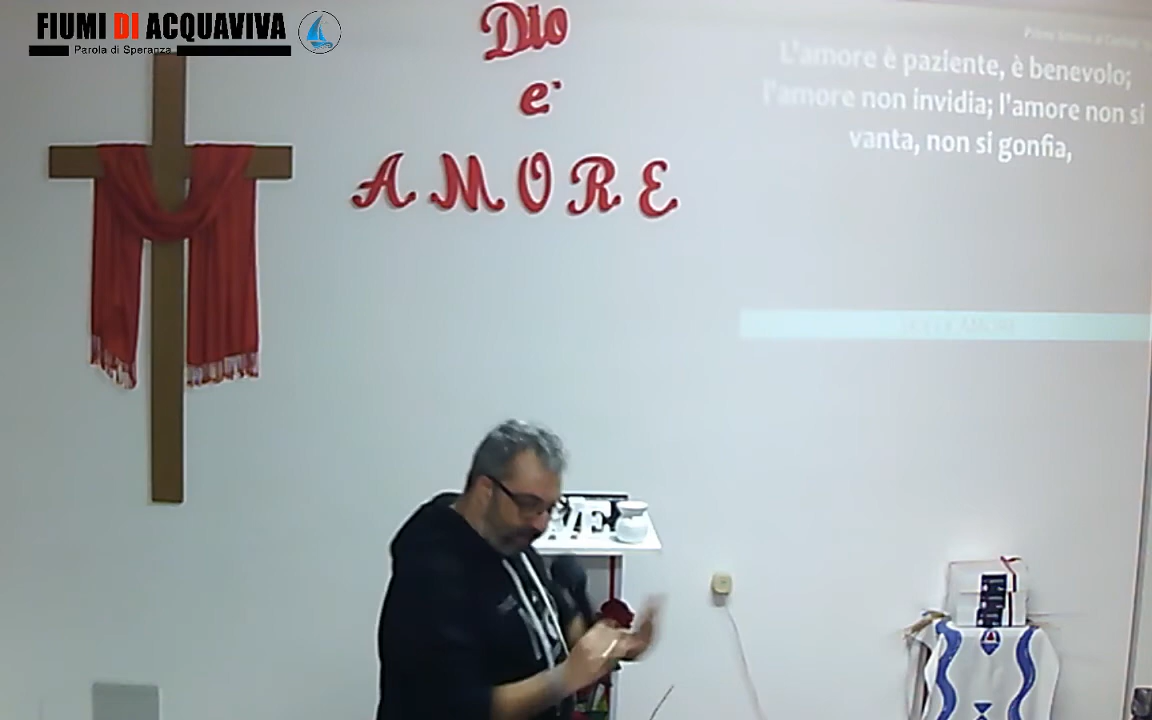 FIUMI DI ACQUAVIVA
Parola di Speranza
Dio
e'
AMORE
L'amore è paziente, è benevolo;
l'amore non invidia; l'amore non si
vanta, non si gonfia,